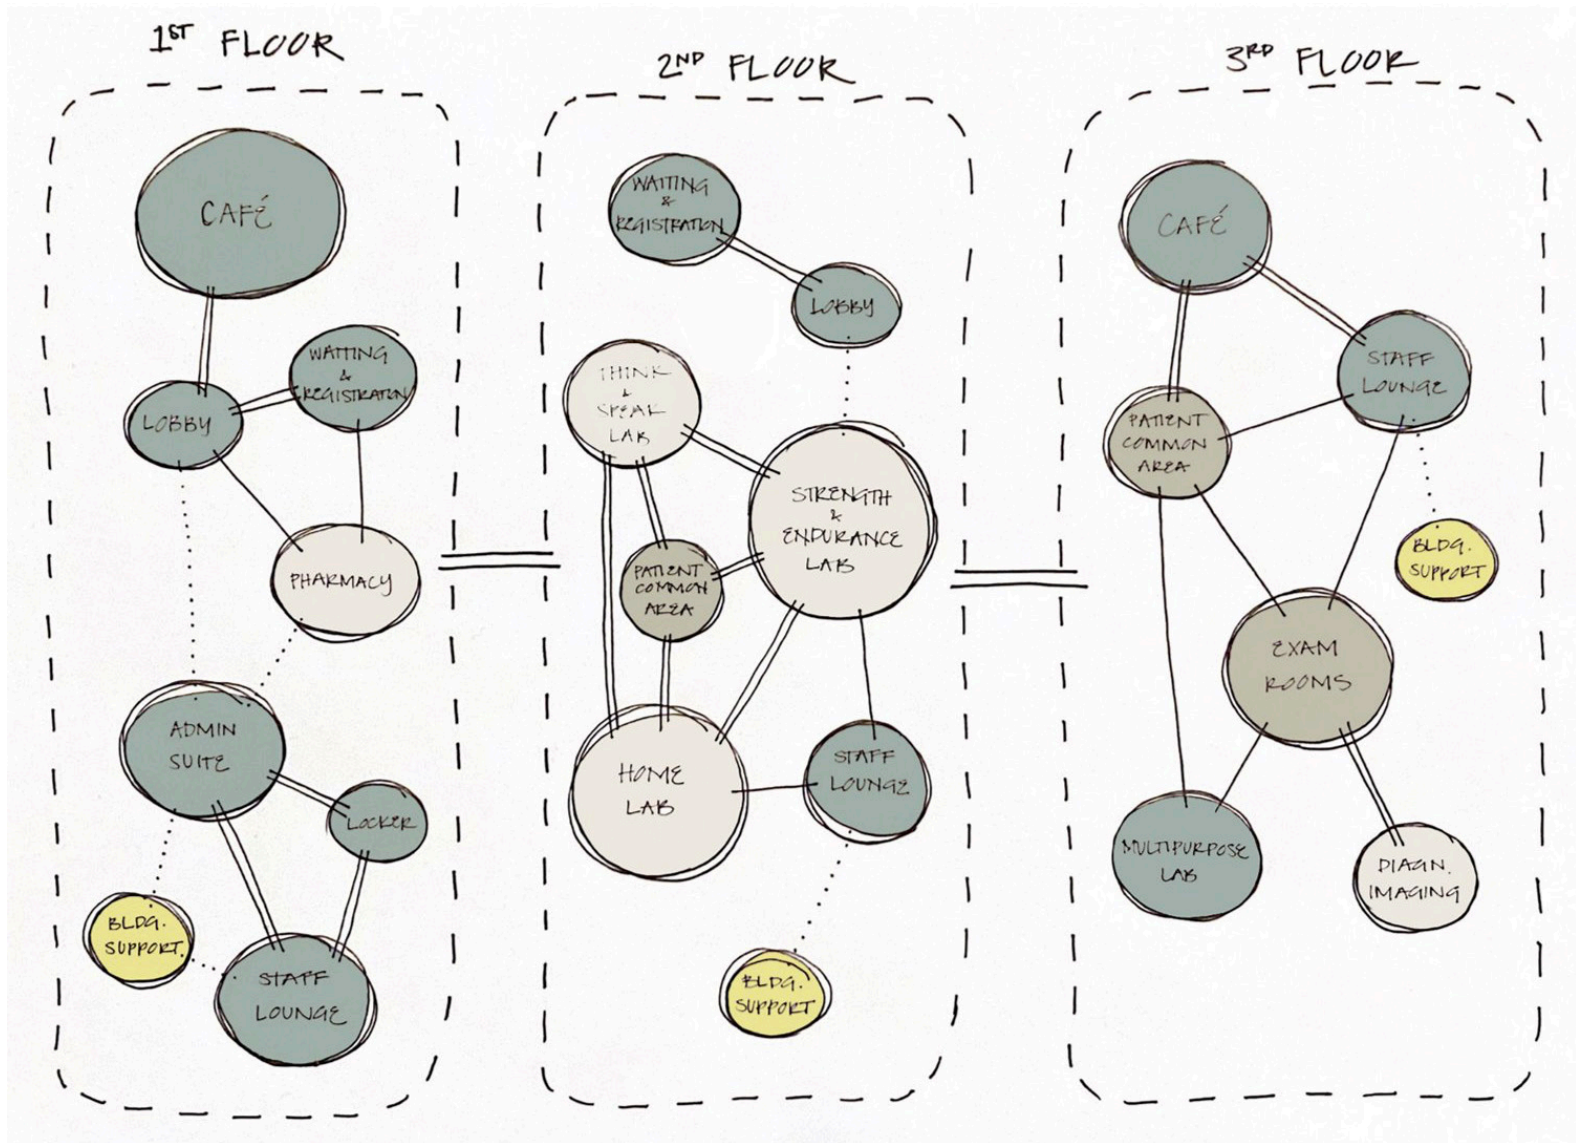 1ST FLOOR
CAFÉ
WAITING
&
REGISTRATION
LOBBY
PHARMACY
ADMIN
SUITE
LOCKER
BLDG.
SUPPORT
STAFF
LOUNGE
2ND FLOOR
WAITING
&
REGISTRATION
LOBBY
THINK
&
SPEAK
LAB
STRENGTH
&
ENDURANCE
LAB
PATIENT
COMMON
AREA
HOME
LAB
STAFF
LOUNGE
BLDG.
SUPPORT
3RD FLOOR
CAFÉ
STAFF
LOUNGE
PATIENT
COMMON
AREA
BLDG.
SUPPORT
EXAM
ROOMS
MULTIPURPOSE
LAB
DIAGN.
IMAGING